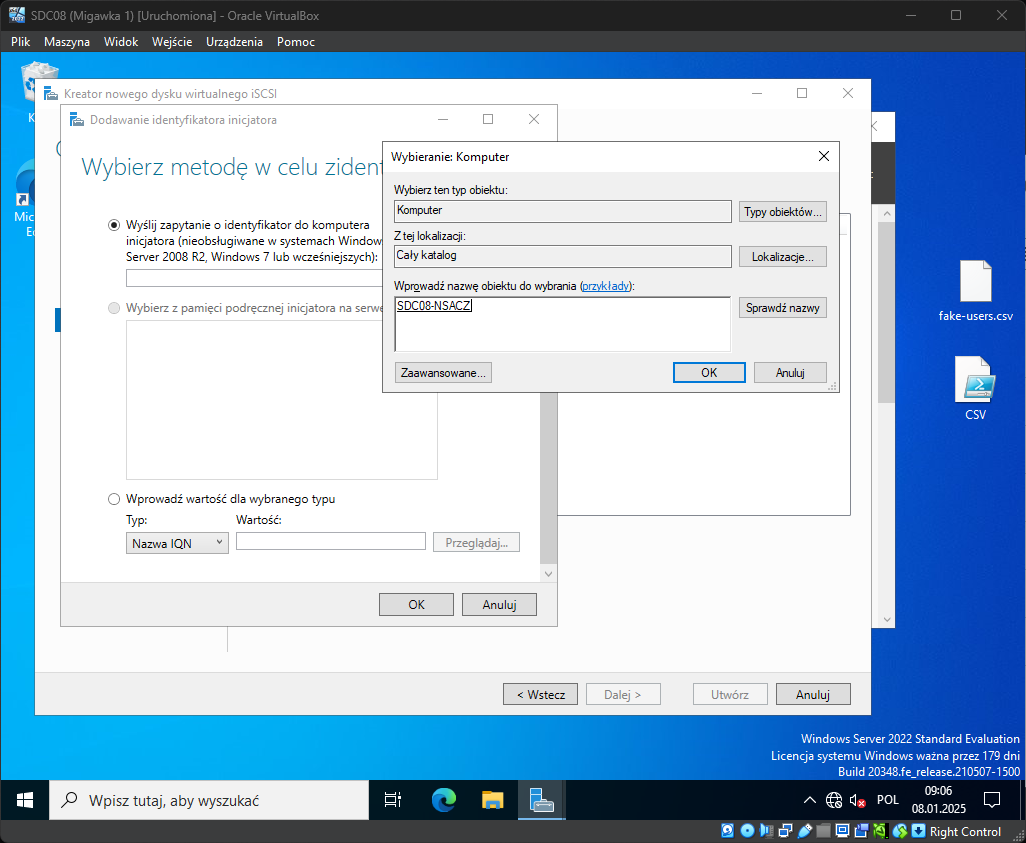 SDC08 (Migawka 1) [Uruchomiona] - Oracle VirtualBox
Plik Maszyna Widok Wejście Urządzenia Pomoc
Kreator nowego dysku wirtualnego iSCSI
Dodawanie identyfikatora inicjatora
Wybierz metodę w celu zident
Wyślij zapytanie o identyfikator do komputera
inicjatora (nieobsługiwane w systemach Window
Server 2008 R2, Windows 7 lub wcześniejszych):
Wybierz z pamięci podręcznej inicjatora na serwe
Wprowadź wartość dla wybranego typu
Typ: Wartość:
Nazwa IQN Przeglądaj...
OK Anuluj
Wybieranie: Komputer
Wybierz ten typ obiektu:
Komputer Typy obiektów...
Z tej lokalizacji:
Cały katalog Lokalizacje...
Wprowadź nazwę obiektu do wybrania (przykłady):
SDC08-NSACZ Sprawdź nazwy
Zaawansowane... OK Anuluj
< Wstecz Dalej > Utwórz Anuluj
fake-users.csv
CSV
Windows Server 2022 Standard Evaluation
Licencja systemu Windows ważna przez 179 dni
Build 20348.fe_release.210507-1500
Wpisz tutaj, aby wyszukać
POL
09:06
08.01.2025
Right Control